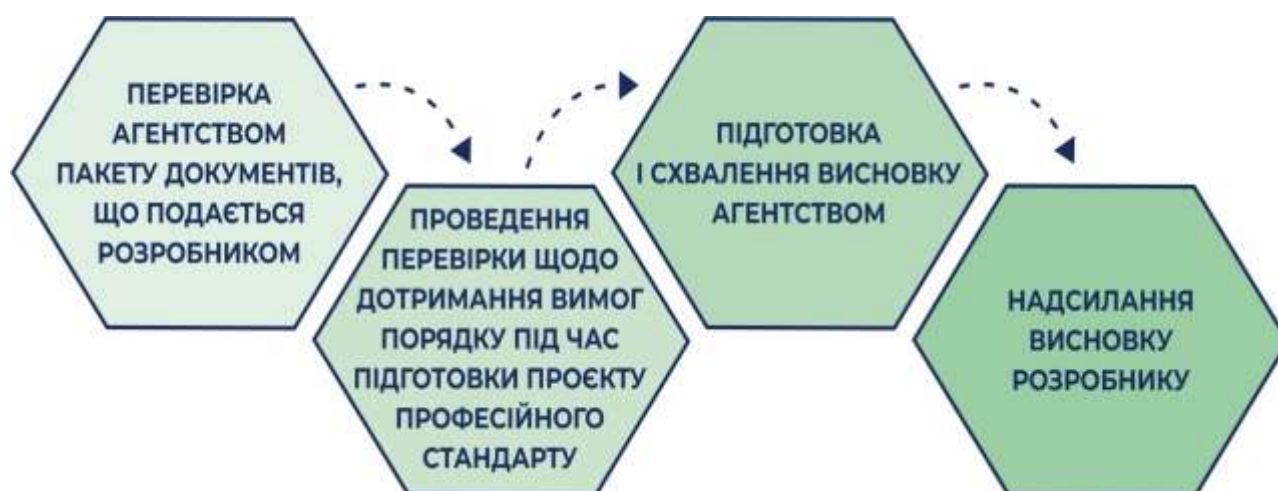 ПЕРЕВІРКА
АГЕНТСТВОМ
ПАКЕТУ ДОКУМЕНТІВ,
ЩО ПОДАЄТЬСЯ
РОЗРОБНИКОМ
ПРОВЕДЕННЯ
ПЕРЕВІРКИ ЩОДО
ДОТРИМАННЯ ВИМОГ
ПОРЯДКУ ПІД ЧАС
ПІДГОТОВКИ ПРОЄКТУ
ПРОФЕСІЙНОГО
СТАНДАРТУ
ПІДГОТОВКА
І СХВАЛЕННЯ ВИСНОВКУ
АГЕНТСТВОМ
НАДСИЛАННЯ
ВИСНОВКУ
РОЗРОБНИКУ